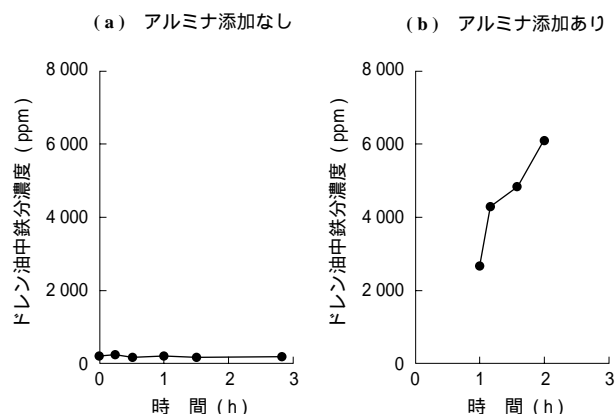 (a) アルミナ添加なし
8 000
6 000
4 000
2 000
0
ドレン油中鉄分濃度 (ppm)
0 1 2 3
時 間 (h)
(b) アルミナ添加あり
8 000
6 000
4 000
2 000
0
ドレン油中鉄分濃度 (ppm)
0 1 2 3
時 間 (h)